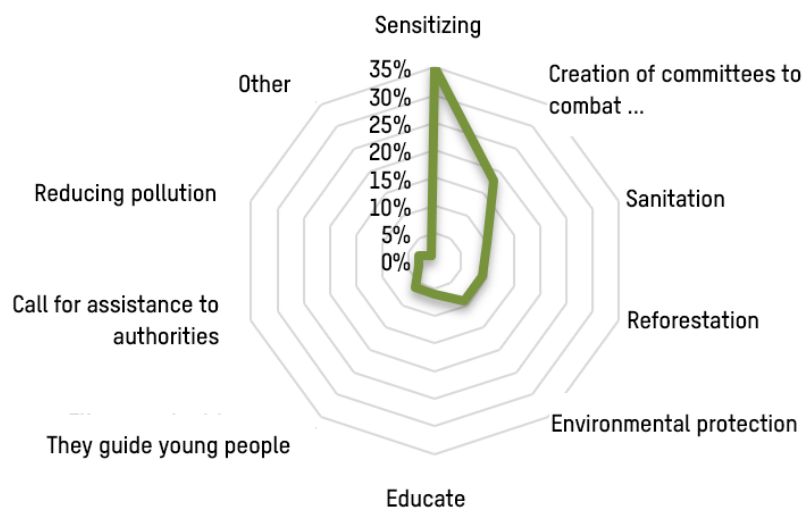 Sensitizing
Creation of committees to
combat ...
Sanitation
Reforestation
Environmental protection
Educate
They guide young people
Call for assistance to
authorities
Reducing pollution
Other
35%
30%
25%
20%
15%
10%
5%
0%